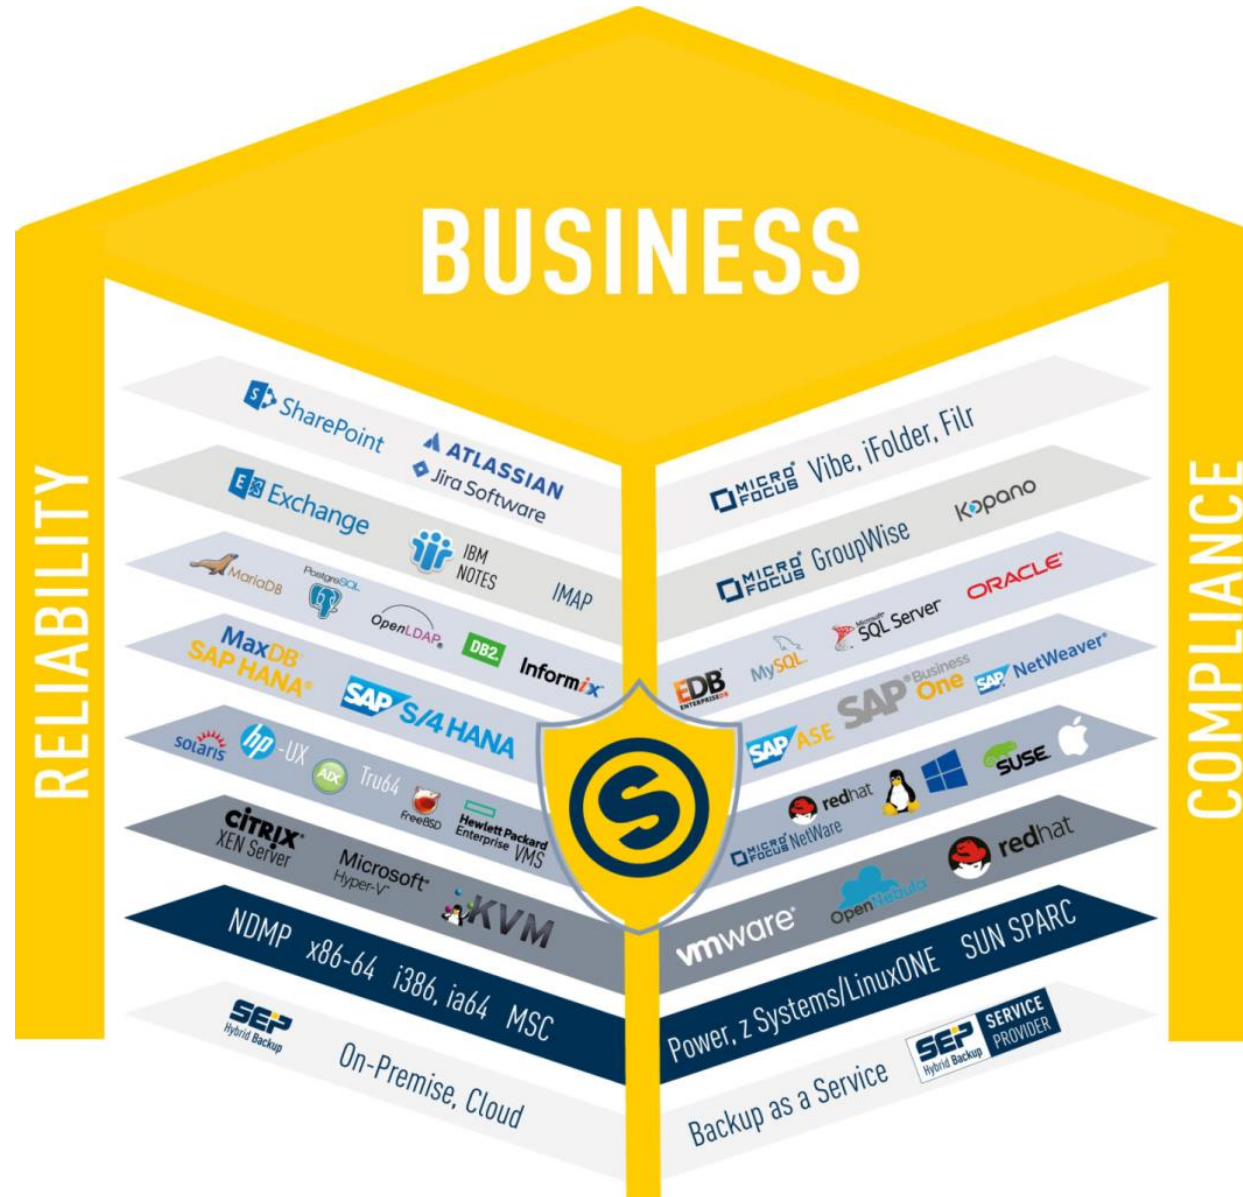 BUSINESS
RELIABILITY
COMPLIANCE
S SharePoint
ATLASSIAN
Jira Software
MICRO FOCUS Vibe, iFolder, Filr
E Exchange
IBM
NOTES
IMAP
MICRO FOCUS GroupWise
Kopano
MariaDB
PostgreSQL
OpenLDAP®
DB2.
Informix
EDB
ENTERPRISEDB
MySQL
Microsoft
SQL Server
ORACLE
MaxDB
SAP HANA®
SAP S/4 HANA
SAP ASE
SAP® Business One
SAP NetWeaver®
solaris
hp-UX
AIX
Tru64
FreeBSD
Hewlett Packard
Enterprise VMS
MICRO FOCUS NetWare
redhat
SUSE
CiTRIX®
XEN Server
Microsoft®
Hyper-V
KVM
vmware®
OpenNebula
redhat
NDMP x86-64 i386, ia64 MSC
Power, z Systems/LinuxONE SUN SPARC
SEP
Hybrid Backup
On-Premise, Cloud
Backup as a Service
SEP
Hybrid Backup
SERVICE
PROVIDER
S